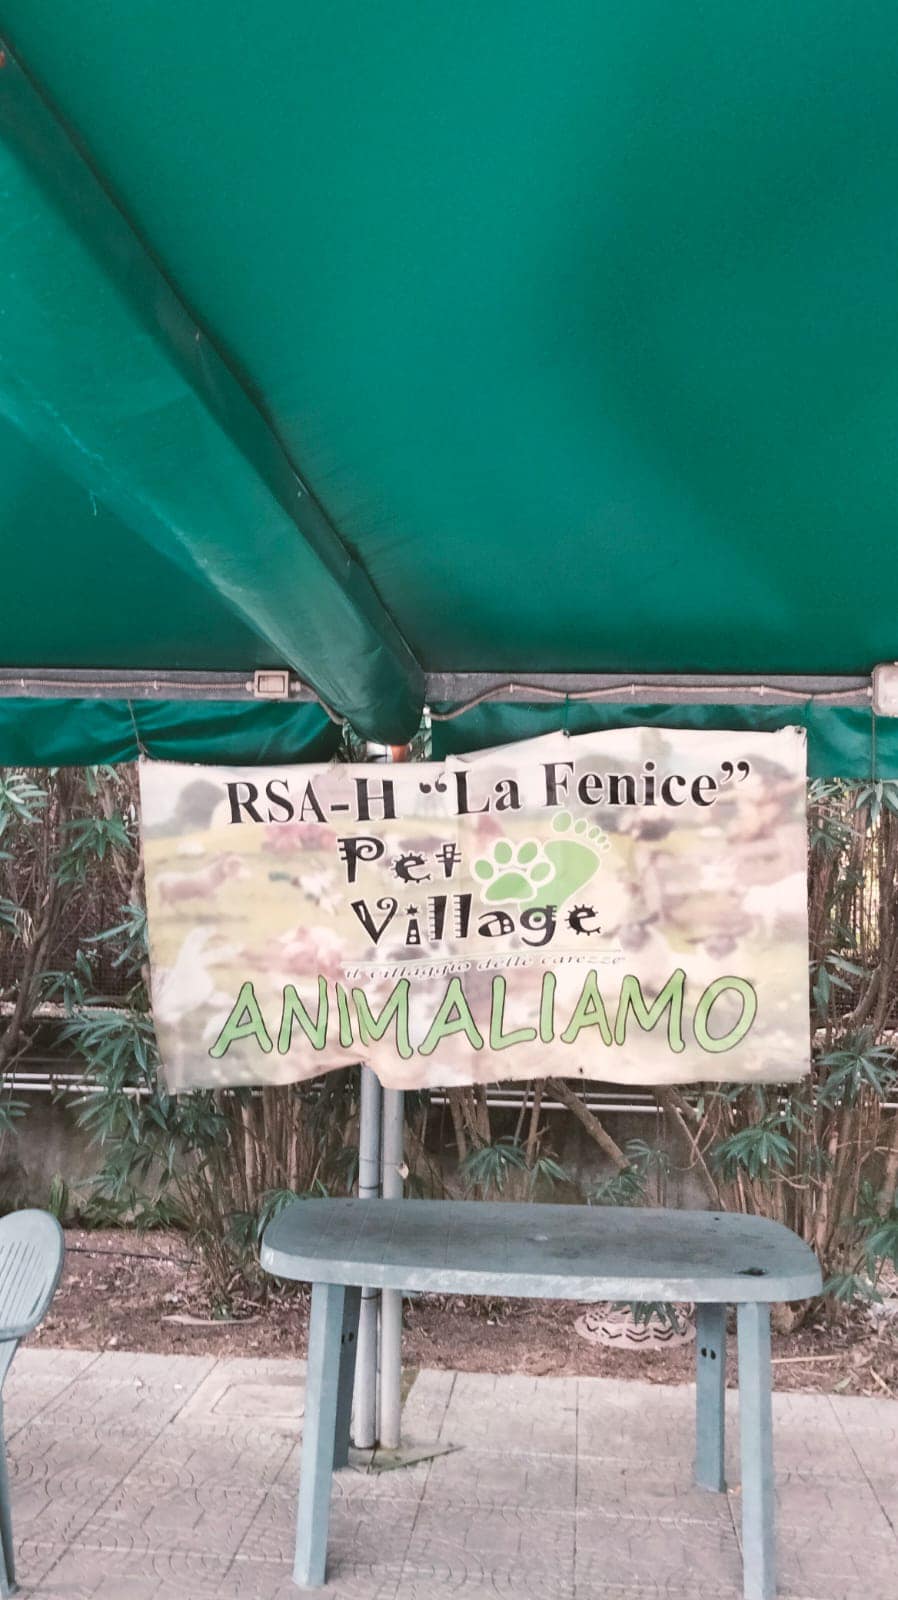 RSA-H “La Fenice”
Pet
Village
il villaggio delle carezze
ANIMALIAMO